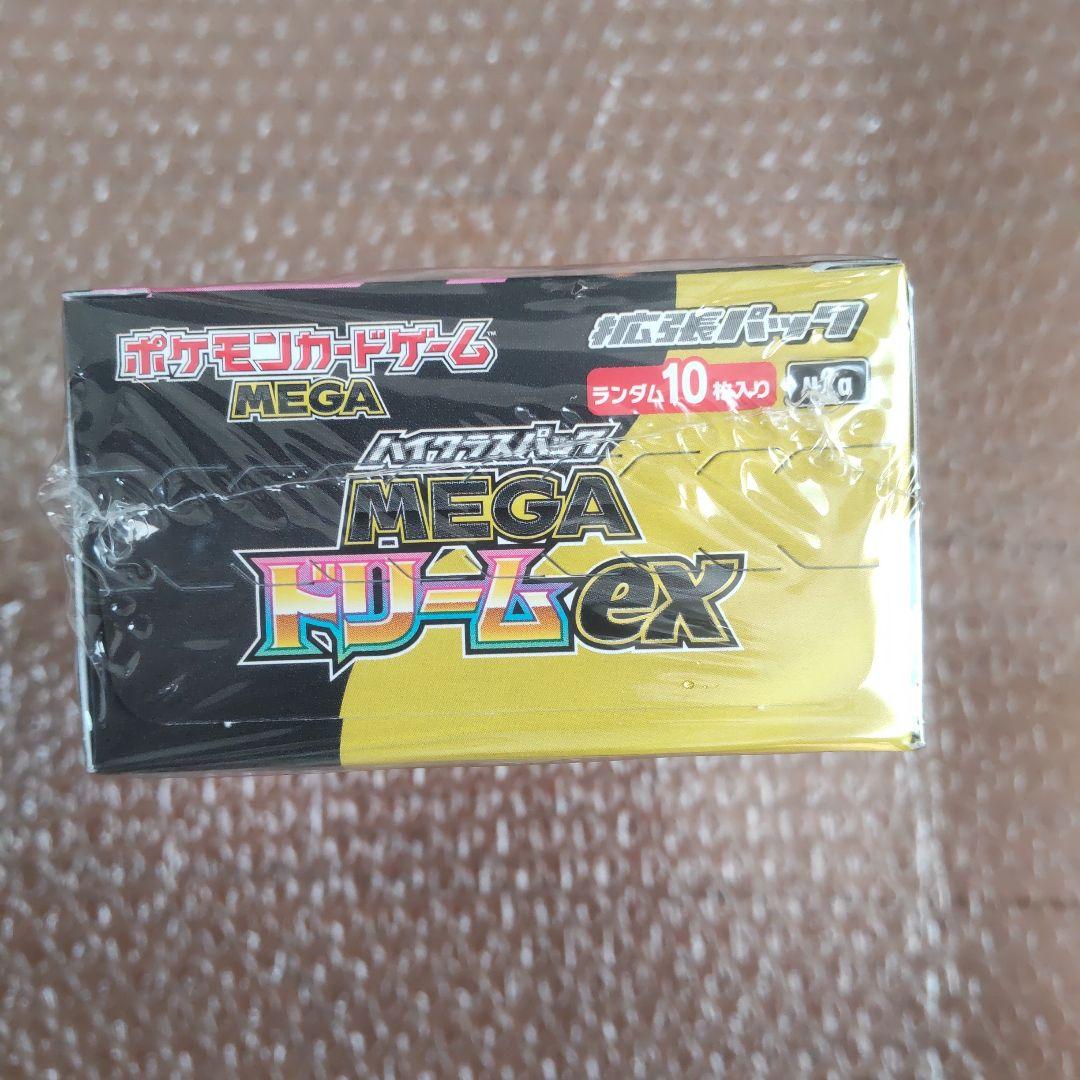 ポケモンカードゲーム™
MEGA
拡張パック
ランダム10枚入り
ハイクラスパック
MEGA
ドリームex